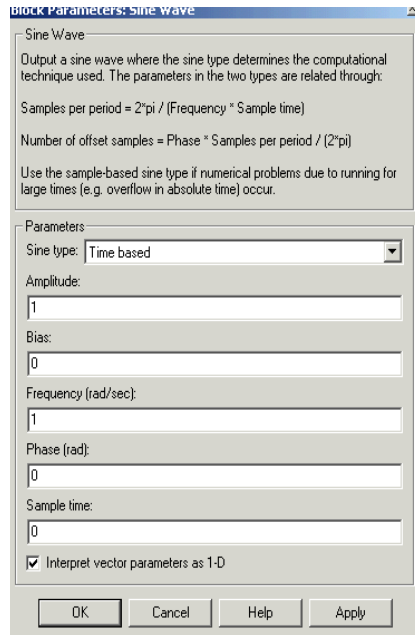 Block Parameters: Sine Wave
Sine Wave
Output a sine wave where the sine type determines the computational
technique used. The parameters in the two types are related through:
Samples per period = 2*pi / (Frequency * Sample time)
Number of offset samples = Phase * Samples per period / (2*pi)
Use the sample-based sine type if numerical problems due to running for
large times (e.g. overflow in absolute time) occur.
Parameters
Sine type: Time based
Amplitude:
1
Bias:
0
Frequency (rad/sec):
1
Phase (rad):
0
Sample time:
0
Interpret vector parameters as 1-D
OK Cancel Help Apply